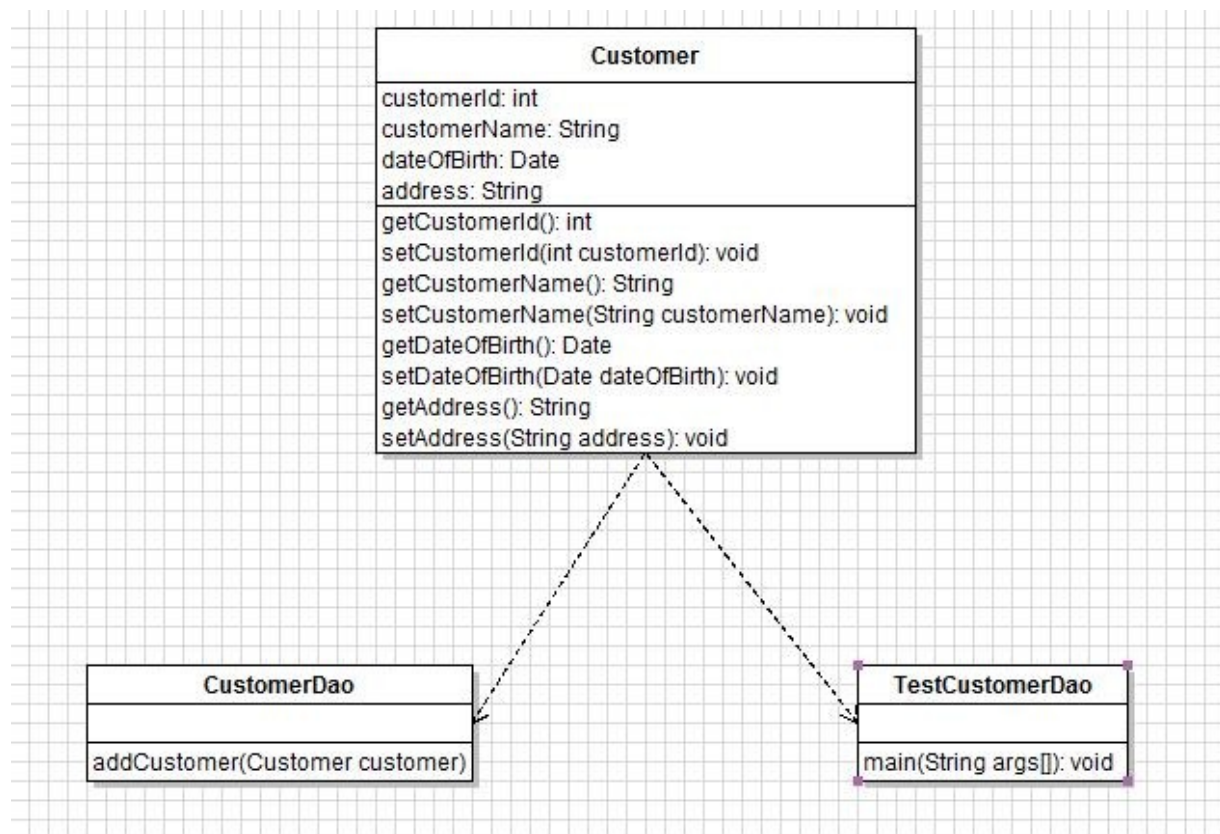 Customer
customerId: int
customerName: String
dateOfBirth: Date
address: String
getCustomerId(): int
setCustomerId(int customerId): void
getCustomerName(): String
setCustomerName(String customerName): void
getDateOfBirth(): Date
setDateOfBirth(Date dateOfBirth): void
getAddress(): String
setAddress(String address): void
CustomerDao
addCustomer(Customer customer)
TestCustomerDao
main(String args[]): void